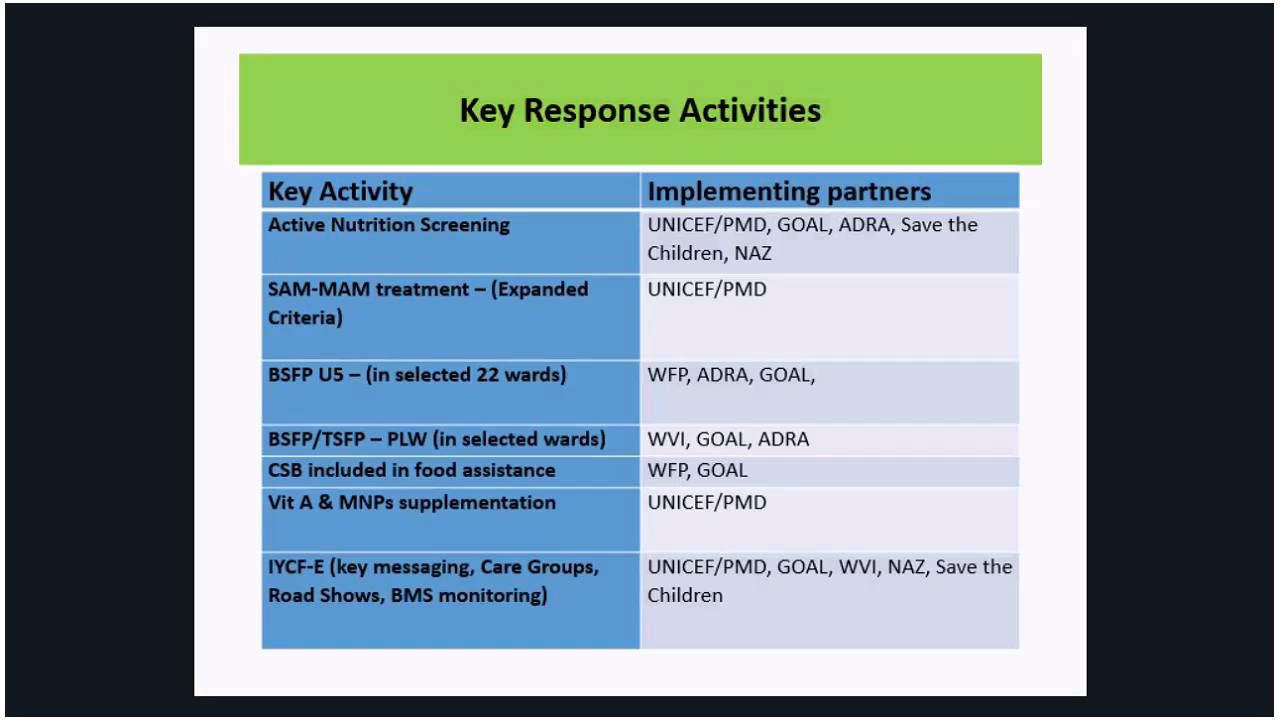 Key Response Activities
Key Activity
Implementing partners
Active Nutrition Screening
UNICEF/PMD, GOAL, ADRA, Save the
Children, NAZ
SAM-MAM treatment – (Expanded
Criteria)
UNICEF/PMD
BSFP U5 – (in selected 22 wards)
WFP, ADRA, GOAL,
BSFP/TSFP – PLW (in selected wards)
WVI, GOAL, ADRA
CSB included in food assistance
WFP, GOAL
Vit A & MNPs supplementation
UNICEF/PMD
IYCF-E (key messaging, Care Groups,
Road Shows, BMS monitoring)
UNICEF/PMD, GOAL, WVI, NAZ, Save the
Children